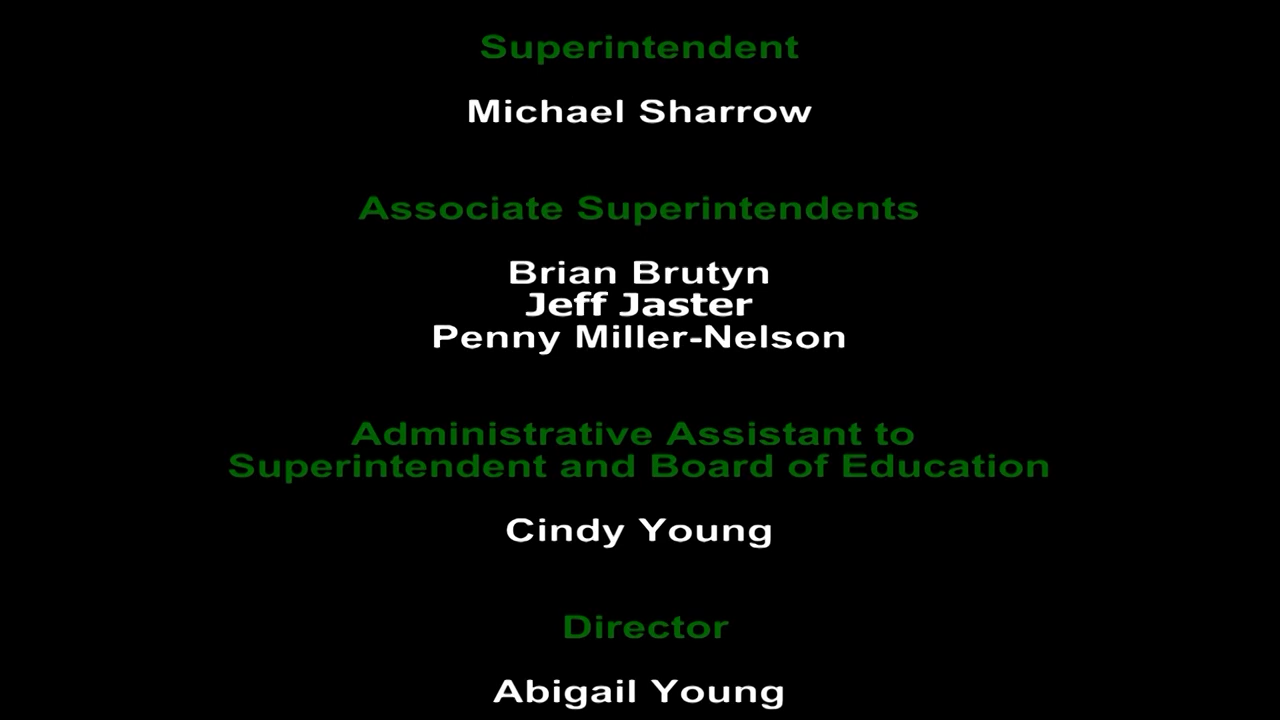 Superintendent
Michael Sharrow
Associate Superintendents
Brian Brutyn
Jeff Jaster
Penny Miller-Nelson
Administrative Assistant to
Superintendent and Board of Education
Cindy Young
Director
Abigail Young